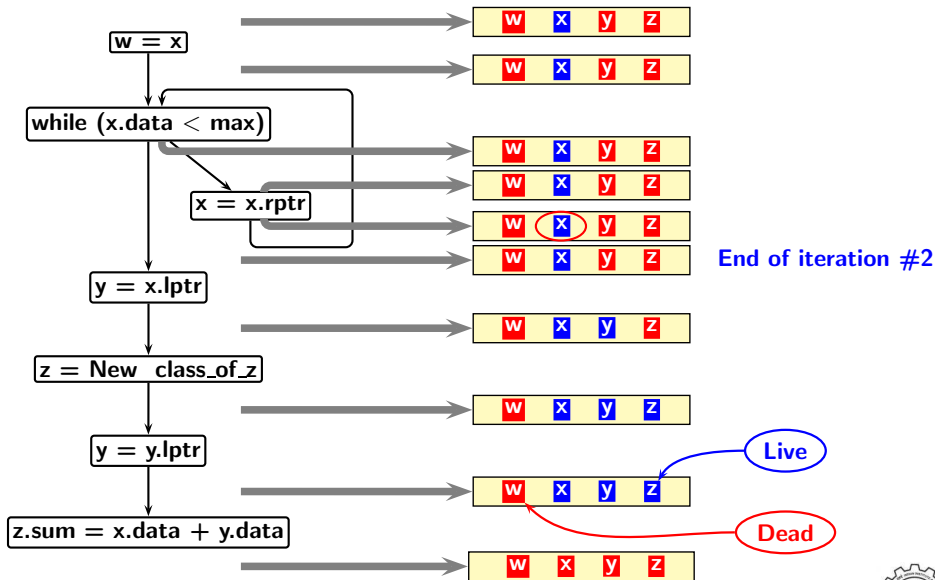 w x y z
w = x
w x y z
while (x.data < max)
w x y z
w x y z
x = x.rptr
w x y z
w x y z
End of iteration #2
y = x.lptr
w x y z
z = New class_of_z
w x y z
y = y.lptr
Live
w x y z
z.sum = x.data + y.data
Dead
w x y z